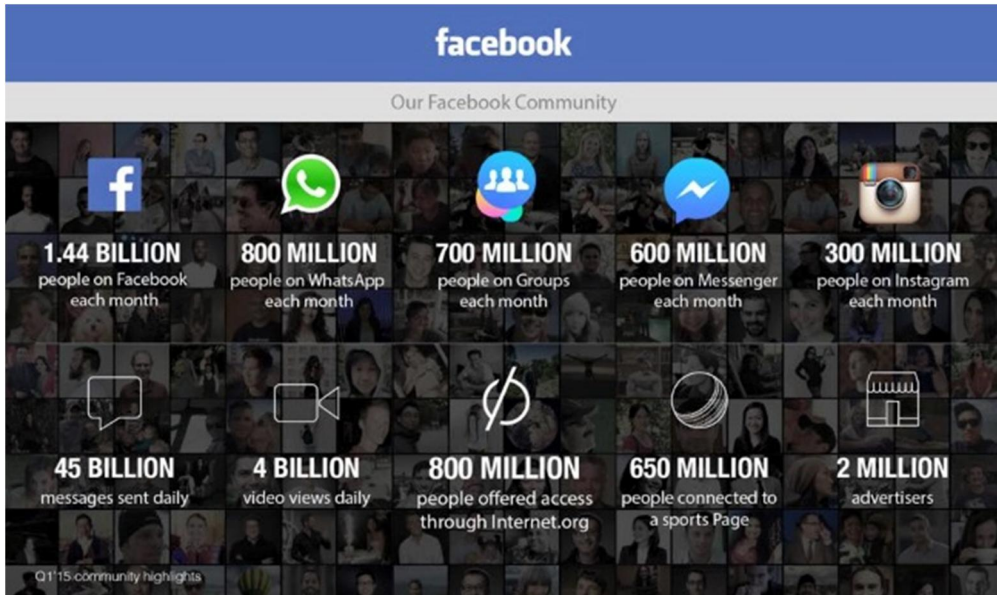 facebook
Our Facebook Community
1.44 BILLION
people on Facebook
each month
800 MILLION
people on WhatsApp
each month
700 MILLION
people on Groups
each month
600 MILLION
people on Messenger
each month
300 MILLION
people on Instagram
each month
45 BILLION
messages sent daily
4 BILLION
video views daily
800 MILLION
people offered access
through Internet.org
650 MILLION
people connected to
a sports Page
2 MILLION
advertisers
Q1'15 community highlights